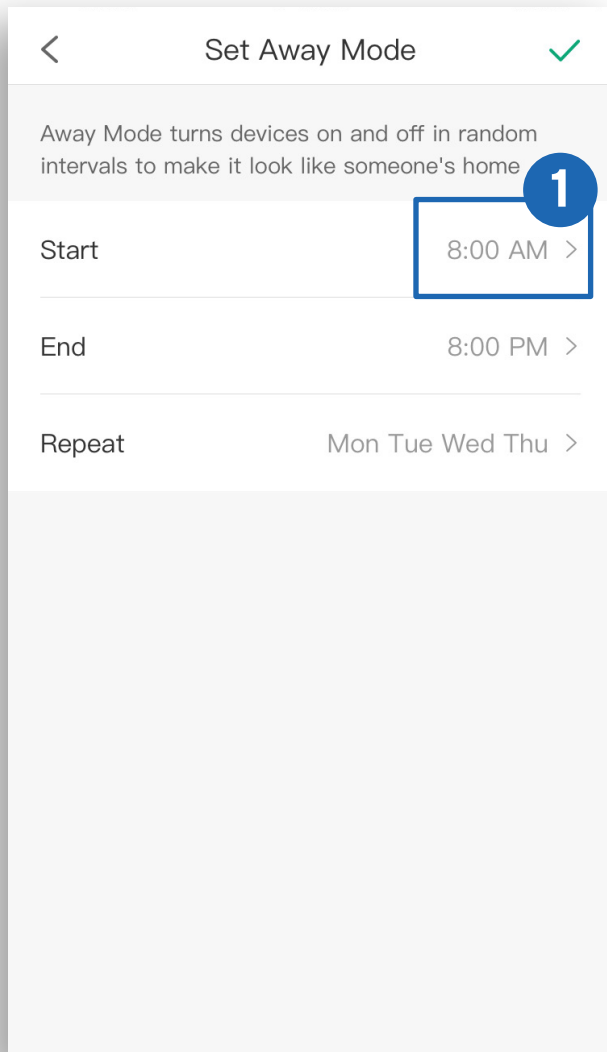 Set Away Mode
Away Mode turns devices on and off in random
intervals to make it look like someone's home
1
Start 8:00 AM
End 8:00 PM
Repeat Mon Tue Wed Thu